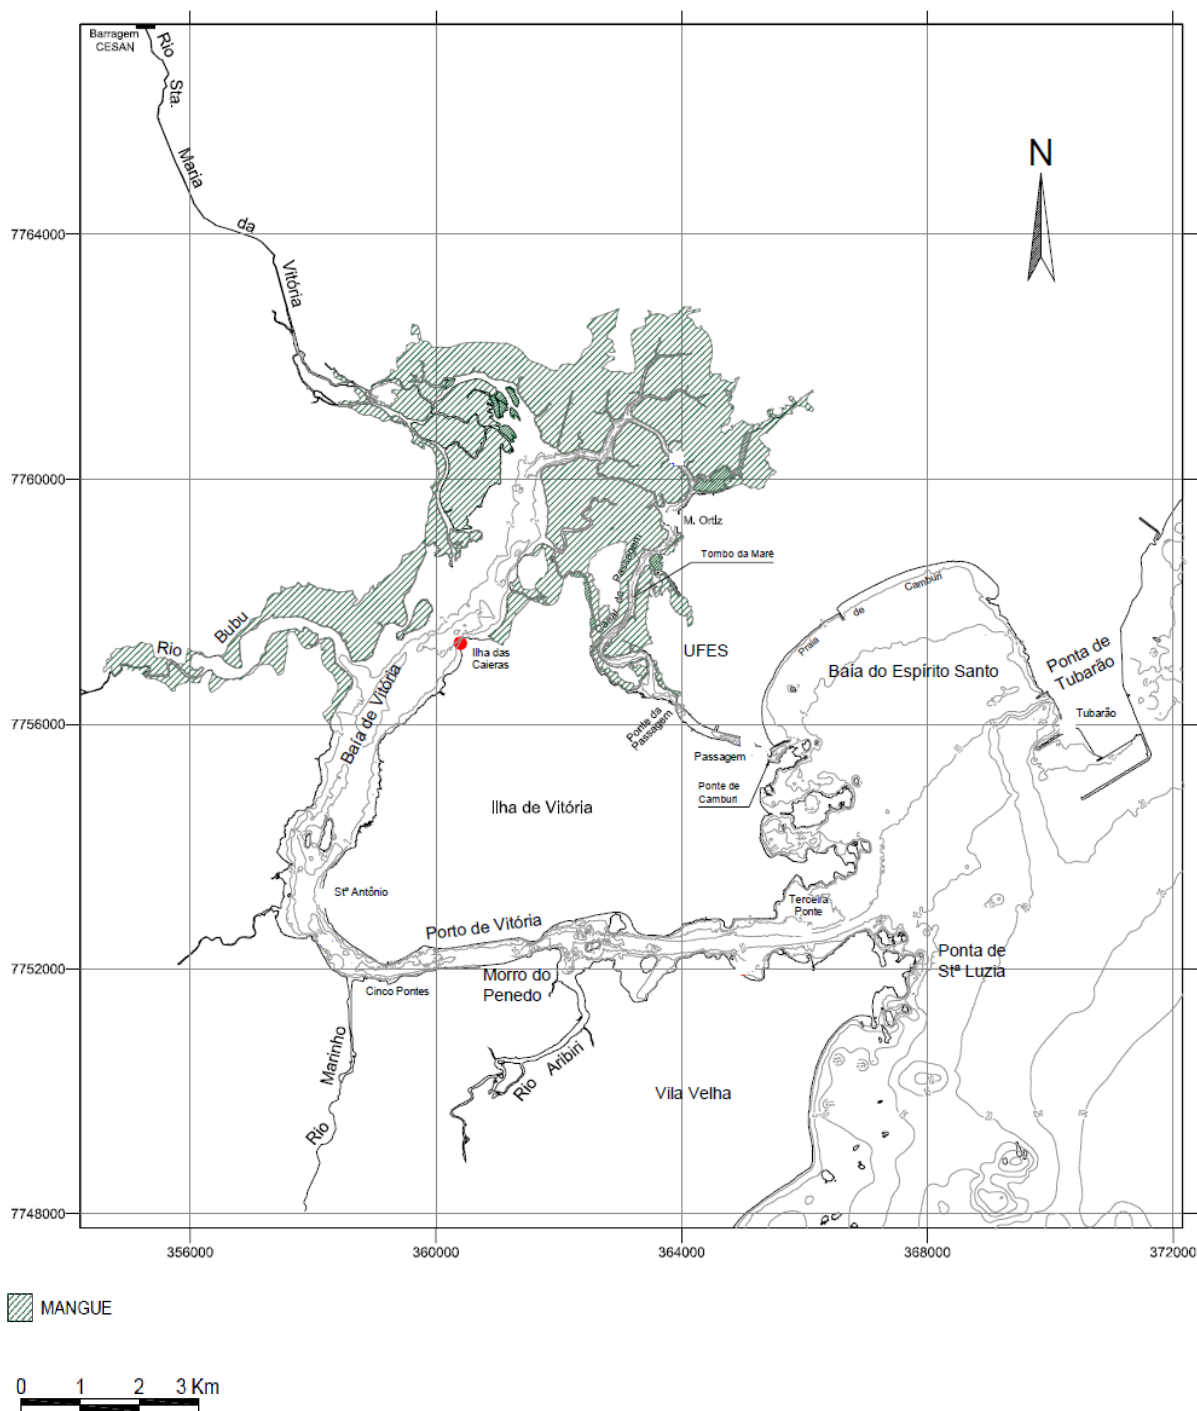 Barragem
CESAN
Rio
Sta.
Maria
da
Vitória
N
7764000
7760000
M. Ortiz
Canal da Passagem
Tombo da Maré
Praia de Camburi
Rio Bubu
Ilha das
Caieras
UFES
Baía do Espírito Santo
Ponta de
Tubarão
Tubarão
7756000
Baía de Vitória
Ponte da
Passagem
Passagem
Ponte de
Camburi
Ilha de Vitória
Stº Antônio
Terceira
Ponte
Porto de Vitória
Ponta de
Stª Luzia
7752000
Morro do
Penedo
Cinco Pontes
Rio Marinho
Rio Aribiri
Vila Velha
7748000
356000
360000
364000
368000
372000
MANGUE
0 1 2 3 Km